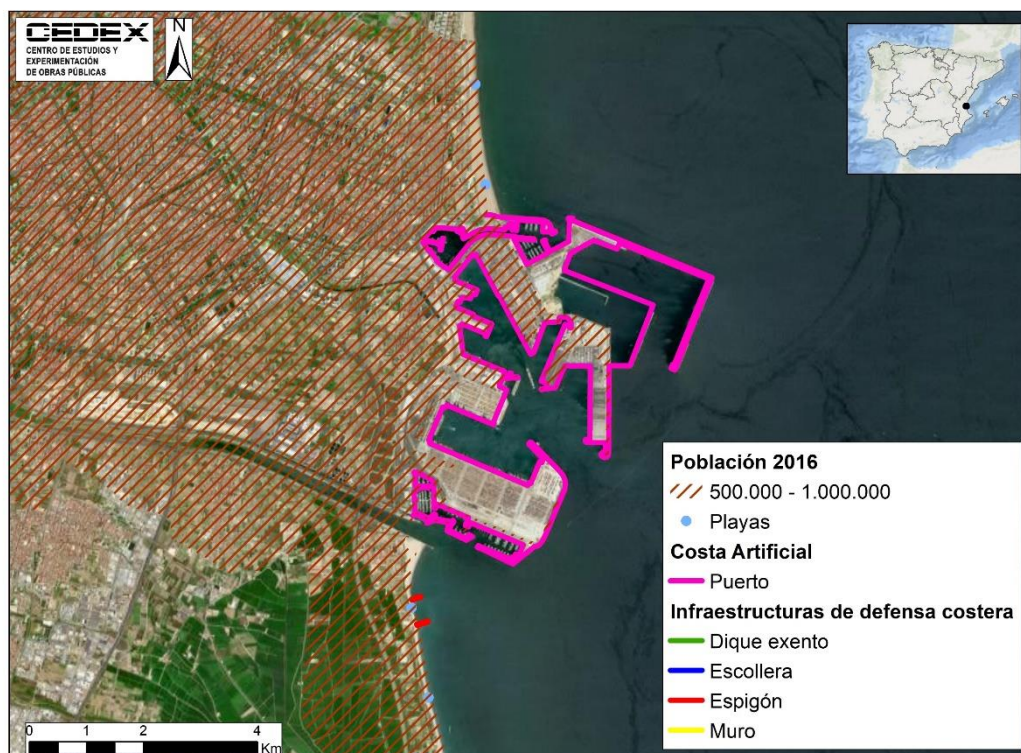 CEDEX
CENTRO DE ESTUDIOS Y
EXPERIMENTACIÓN
DE OBRAS PÚBLICAS
N
Población 2016
500.000 - 1.000.000
Playas
Costa Artificial
Puerto
Infraestructuras de defensa costera
Dique exento
Escollera
Espigón
Muro
0 1 2 4
Km